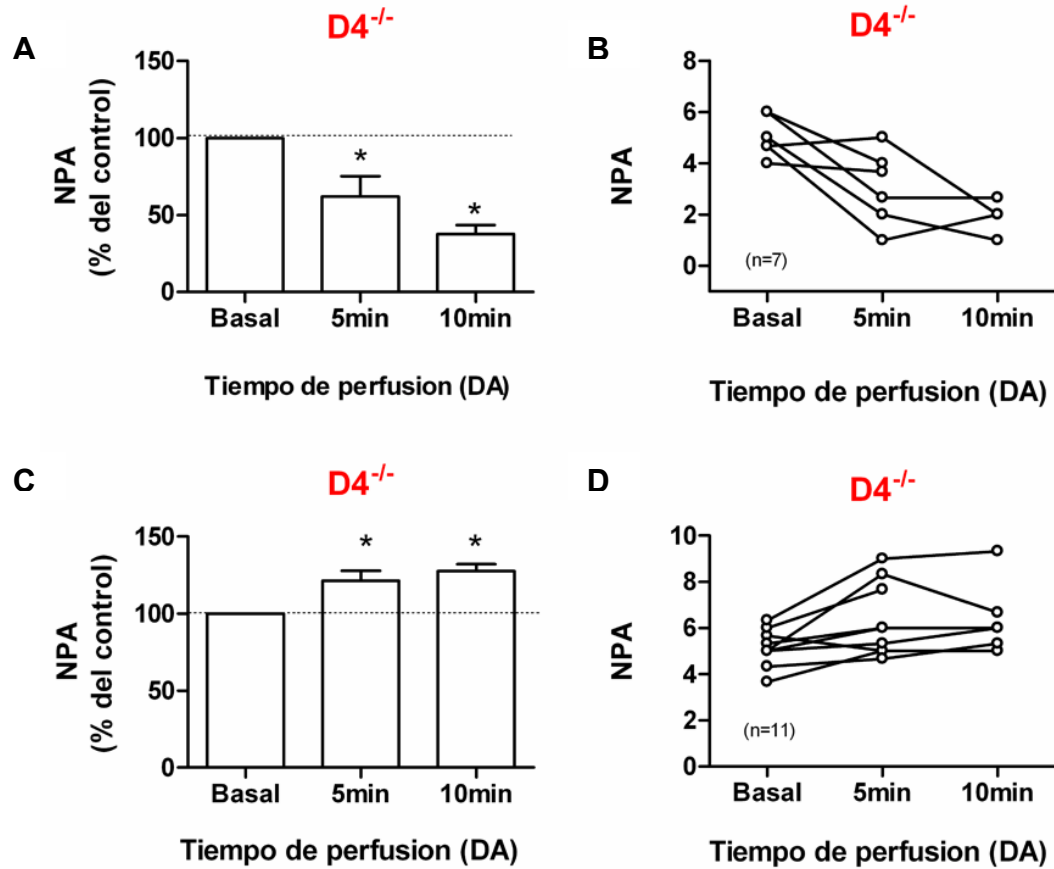 A
D4-/-
NPA
(% del control)
150
100
50
0
*
*
Basal 5min 10min
Tiempo de perfusion (DA)
B
D4-/-
NPA
8
6
4
2
0
(n=7)
Basal 5min 10min
Tiempo de perfusion (DA)
C
D4-/-
NPA
(% del control)
150
100
50
0
*
*
Basal 5min 10min
Tiempo de perfusion (DA)
D
D4-/-
NPA
10
8
6
4
2
0
(n=11)
Basal 5min 10min
Tiempo de perfusion (DA)